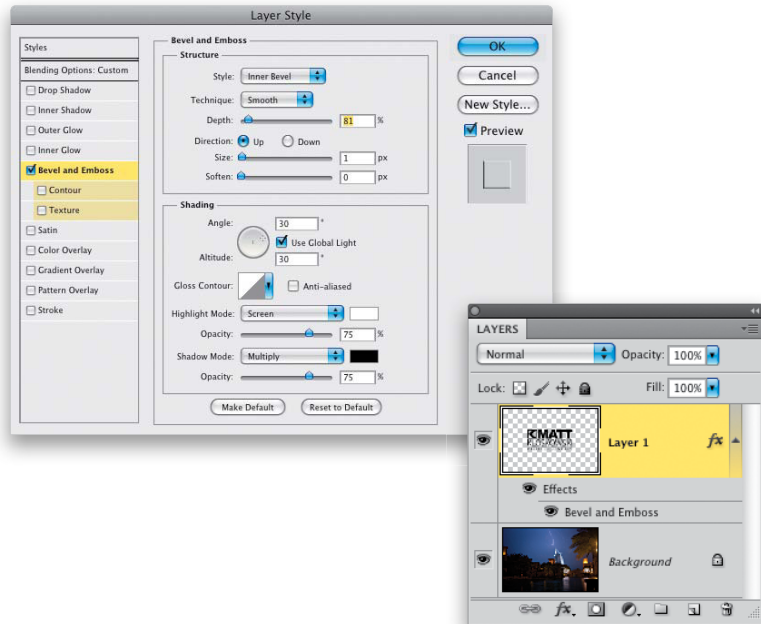 Layer Style
Styles
Blending Options: Custom
Drop Shadow
Inner Shadow
Outer Glow
Inner Glow
Bevel and Emboss
Contour
Texture
Satin
Color Overlay
Gradient Overlay
Pattern Overlay
Stroke
Bevel and Emboss
Structure
Style: Inner Bevel
Technique: Smooth
Depth: 81 %
Direction: Up Down
Size: 1 px
Soften: 0 px
Shading
Angle: 30 °
Use Global Light
Altitude: 30 °
Gloss Contour: Anti-aliased
Highlight Mode: Screen
Opacity: 75 %
Shadow Mode: Multiply
Opacity: 75 %
Make Default Reset to Default
OK
Cancel
New Style...
Preview
LAYERS
Normal Opacity: 100%
Lock: Fill: 100%
MATT
Layer 1 fx
Effects
Bevel and Emboss
Background
fx.